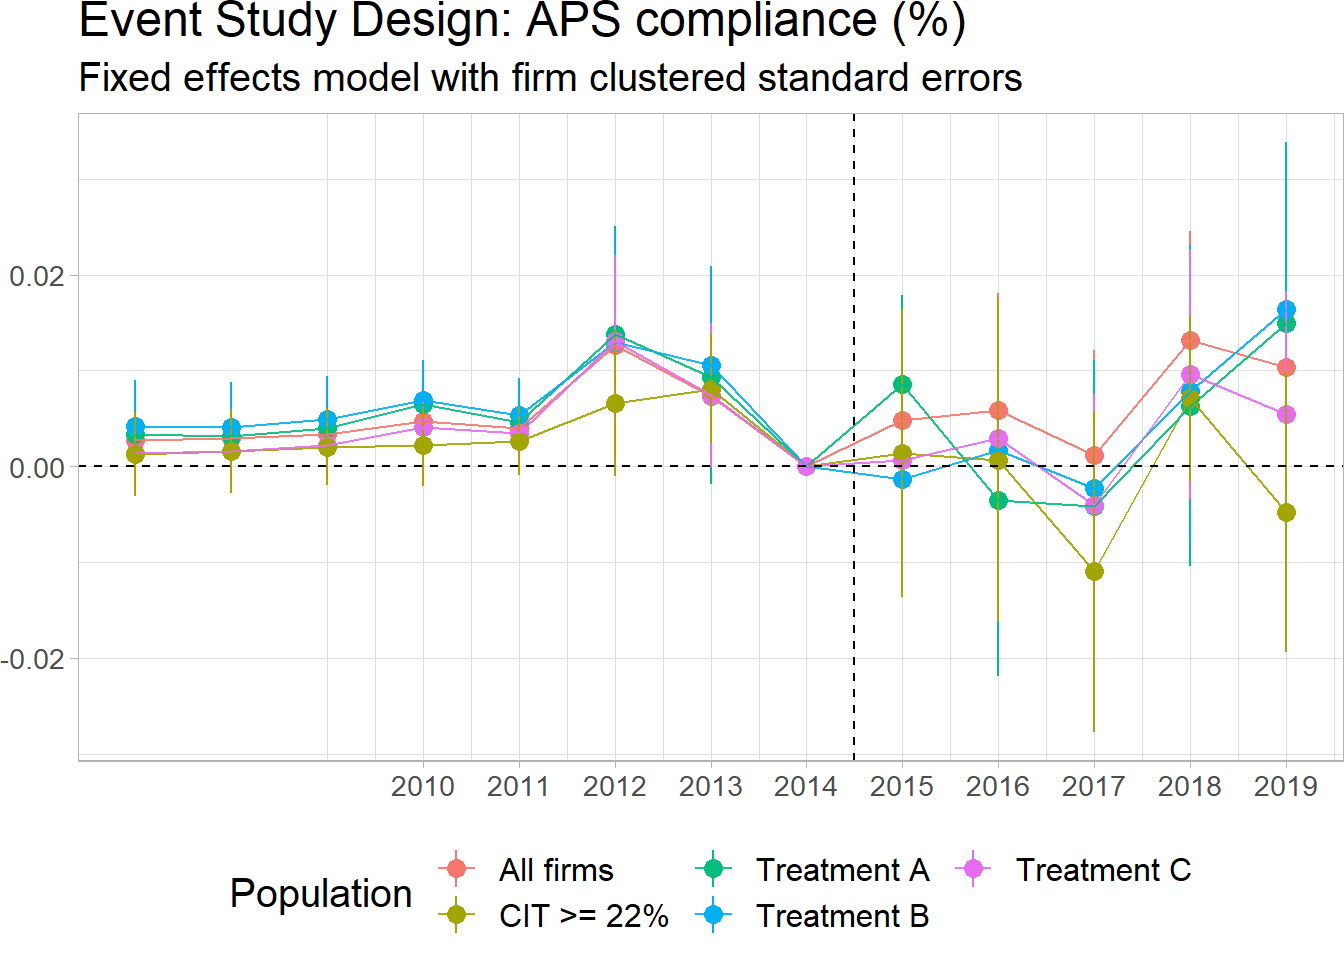 Event Study Design: APS compliance (%)
Fixed effects model with firm clustered standard errors
0.02
0.00
-0.02
2010 2011 2012 2013 2014 2015 2016 2017 2018 2019
Population
All firms
Treatment A
Treatment C
CIT >= 22%
Treatment B